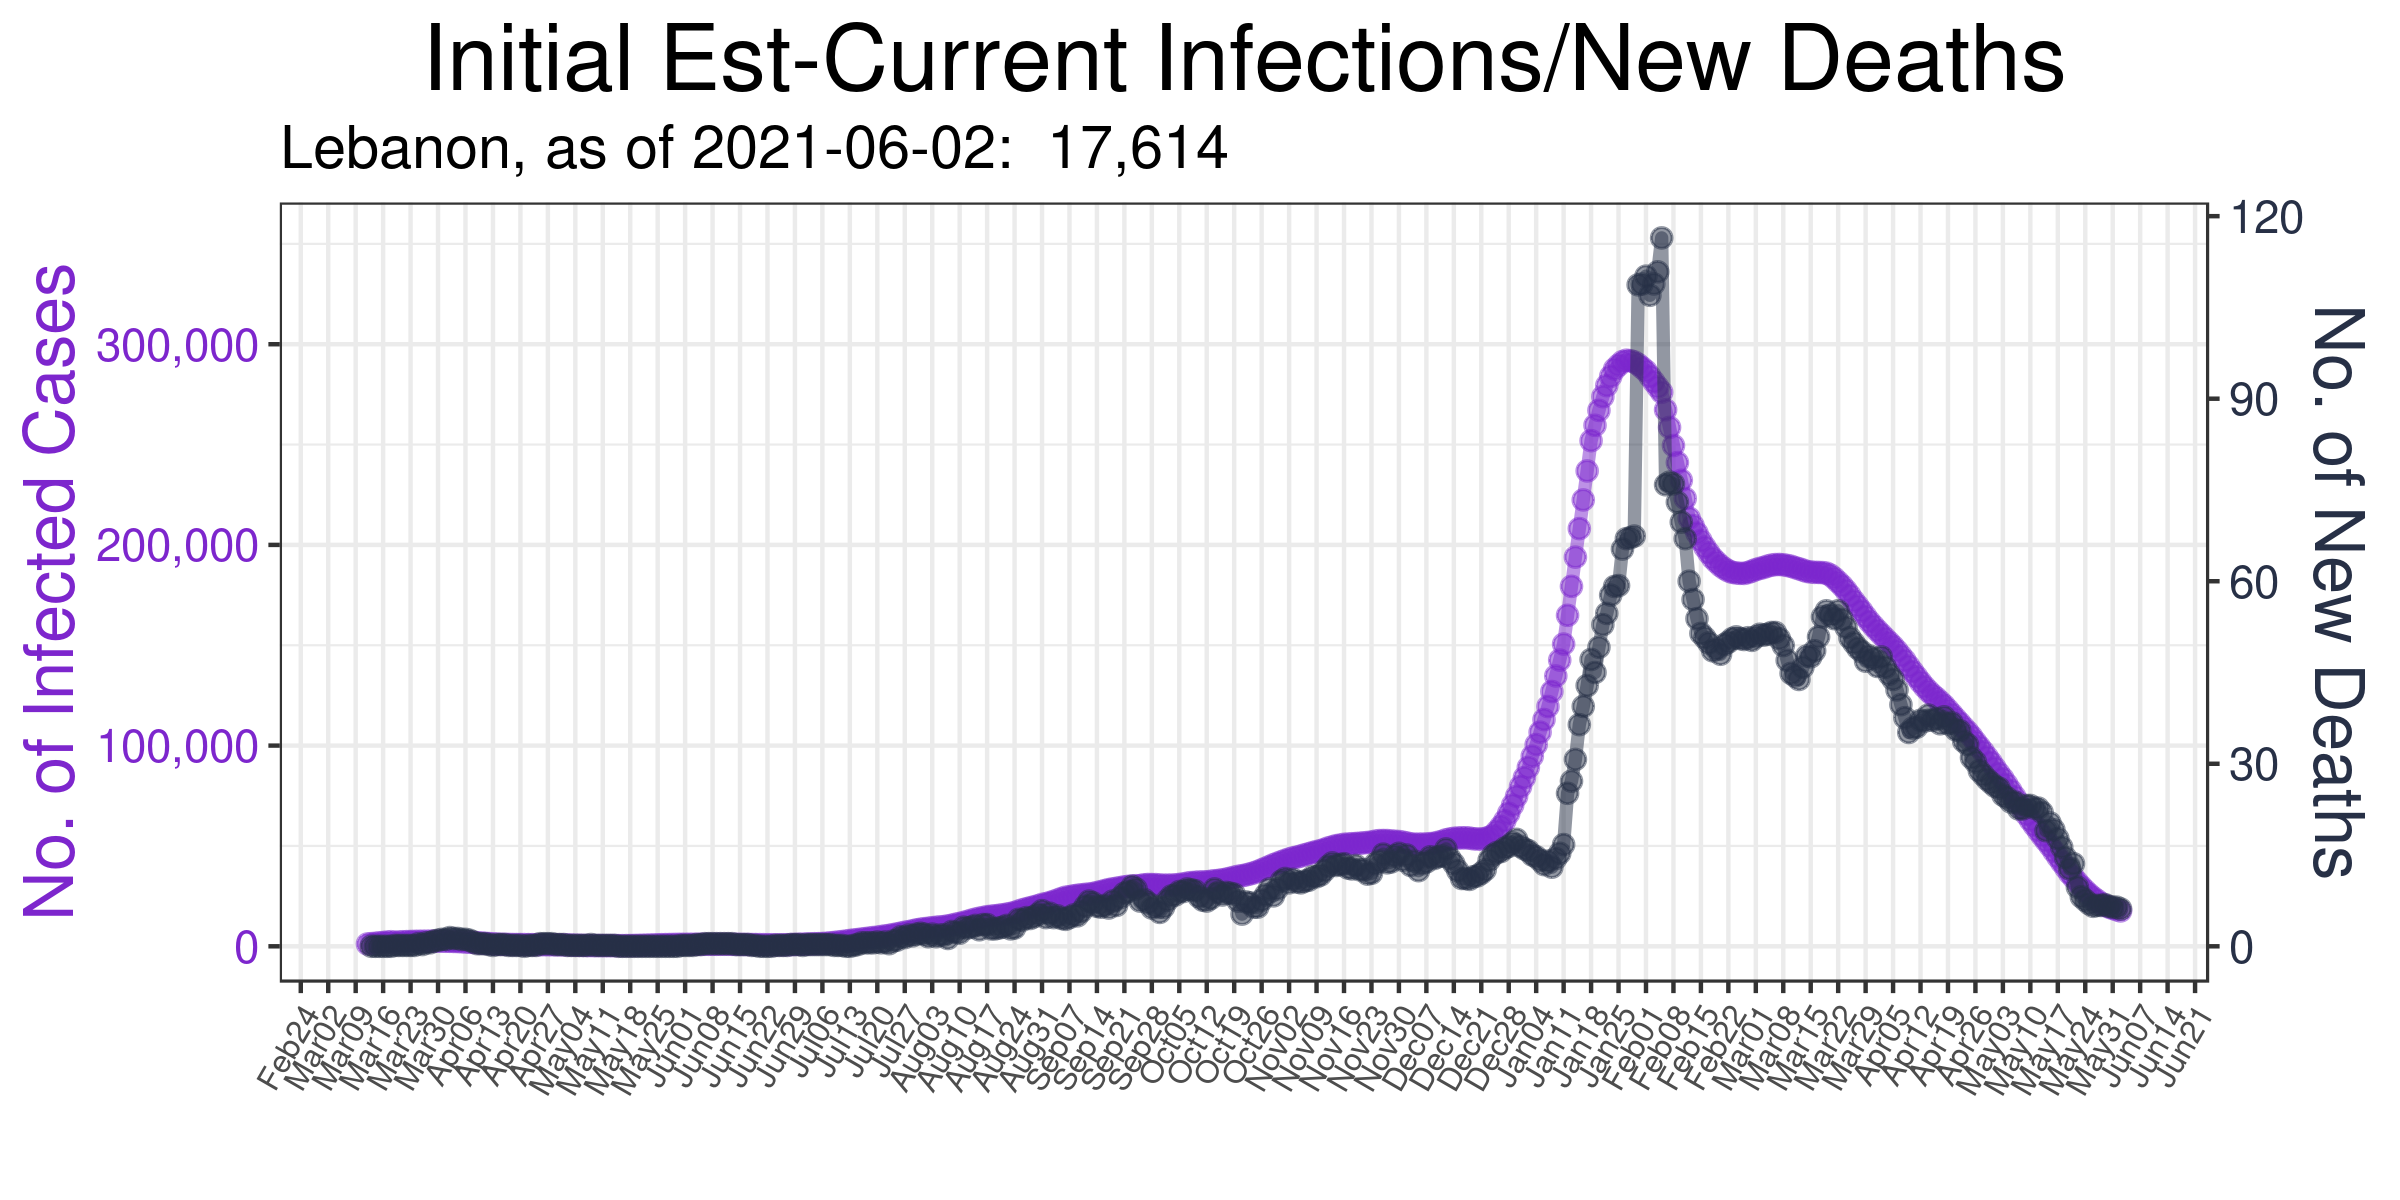 Initial Est-Current Infections/New Deaths
Lebanon, as of 2021-06-02:  17,614
No. of Infected Cases
300,000
200,000
100,000
0
120
90
60
30
0
No. of New Deaths
Feb24
Mar02
Mar09
Mar16
Mar23
Mar30
Apr06
Apr13
Apr20
Apr27
May04
May11
May18
May25
Jun01
Jun08
Jun15
Jun22
Jun29
Jul06
Jul13
Jul20
Jul27
Aug03
Aug10
Aug17
Aug24
Aug31
Sep07
Sep14
Sep21
Sep28
Oct05
Oct12
Oct19
Oct26
Nov02
Nov09
Nov16
Nov23
Nov30
Dec07
Dec14
Dec21
Dec28
Jan04
Jan11
Jan18
Jan25
Feb01
Feb08
Feb15
Feb22
Mar01
Mar08
Mar15
Mar22
Mar29
Apr05
Apr12
Apr19
Apr26
May03
May10
May17
May24
May31
Jun07
Jun14
Jun21